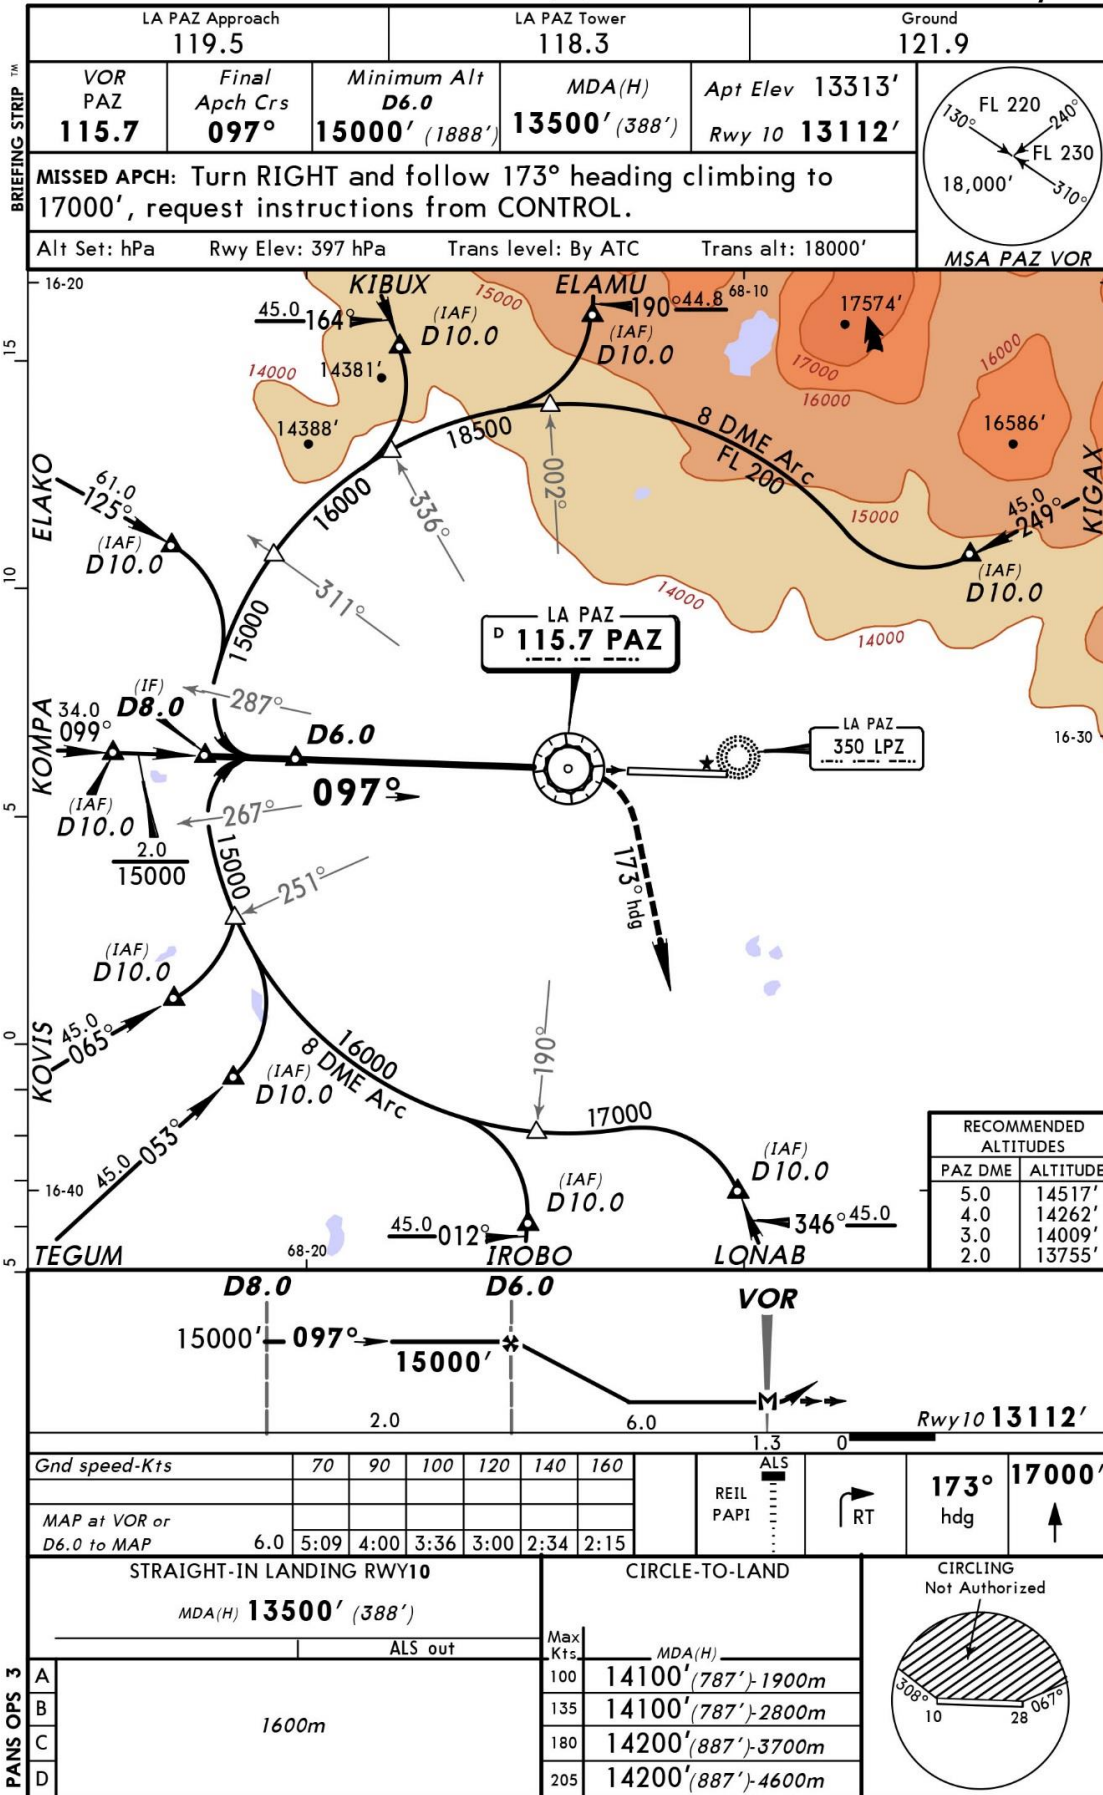 LA PAZ Approach
119.5
LA PAZ Tower
118.3
Ground
121.9
BRIEFING STRIP ™
VOR
PAZ
115.7
Final
Apch Crs
097°
Minimum Alt
D6.0
15000' (1888')
MDA(H)
13500' (388')
Apt Elev 13313'
Rwy 10 13112'
MISSED APCH: Turn RIGHT and follow 173° heading climbing to
17000', request instructions from CONTROL.
Alt Set: hPa Rwy Elev: 397 hPa Trans level: By ATC Trans alt: 18000'
130° FL 220 240°
FL 230
18,000' 310°
MSA PAZ VOR
16-20
KIBUX
15000
ELAMU
68-10
45.0 164°
(IAF)
D10.0
190° 44.8
(IAF)
D10.0
17574'
15
14000
14381'
17000
16000
16000
14388'
18500
8 DME Arc
FL 200
16586'
ELAKO
61.0
125°
(IAF)
D10.0
16000
336°
002°
15000
45.0
249°
KIGAX
(IAF)
D10.0
10
311°
15000
14000
14000
LA PAZ
D 115.7 PAZ
287°
KOMPA
34.0
099°
(IF)
D8.0
D6.0
LA PAZ
350 LPZ
16-30
097°
(IAF)
D10.0
2.0
15000
5
267°
15000
251°
173° hdg
(IAF)
D10.0
KOVIS
45.0
065°
0
16000
8 DME Arc
190°
(IAF)
D10.0
17000
45.0 053°
(IAF)
D10.0
(IAF)
D10.0
16-40
45.0 012°
346° 45.0
TEGUM
68-20
IROBO
LONAB
5
RECOMMENDED
ALTITUDES
PAZ DME ALTITUDE
5.0 14517'
4.0 14262'
3.0 14009'
2.0 13755'
D8.0 D6.0 VOR
15000' 097°
15000'
M
2.0 6.0 Rwy10 13112'
1.3 0
Gnd speed-Kts 70 90 100 120 140 160
MAP at VOR or
D6.0 to MAP 6.0 5:09 4:00 3:36 3:00 2:34 2:15
REIL
PAPI
ALS
RT
173°
hdg
17000'
STRAIGHT-IN LANDING RWY10
MDA(H) 13500' (388')
ALS out
CIRCLE-TO-LAND
Max
Kts MDA(H)
PANS OPS 3
A
B
C
D
1600m
100 14100' (787')-1900m
135 14100' (787')-2800m
180 14200' (887')-3700m
205 14200' (887')-4600m
CIRCLING
Not Authorized
308° 067°
10 28